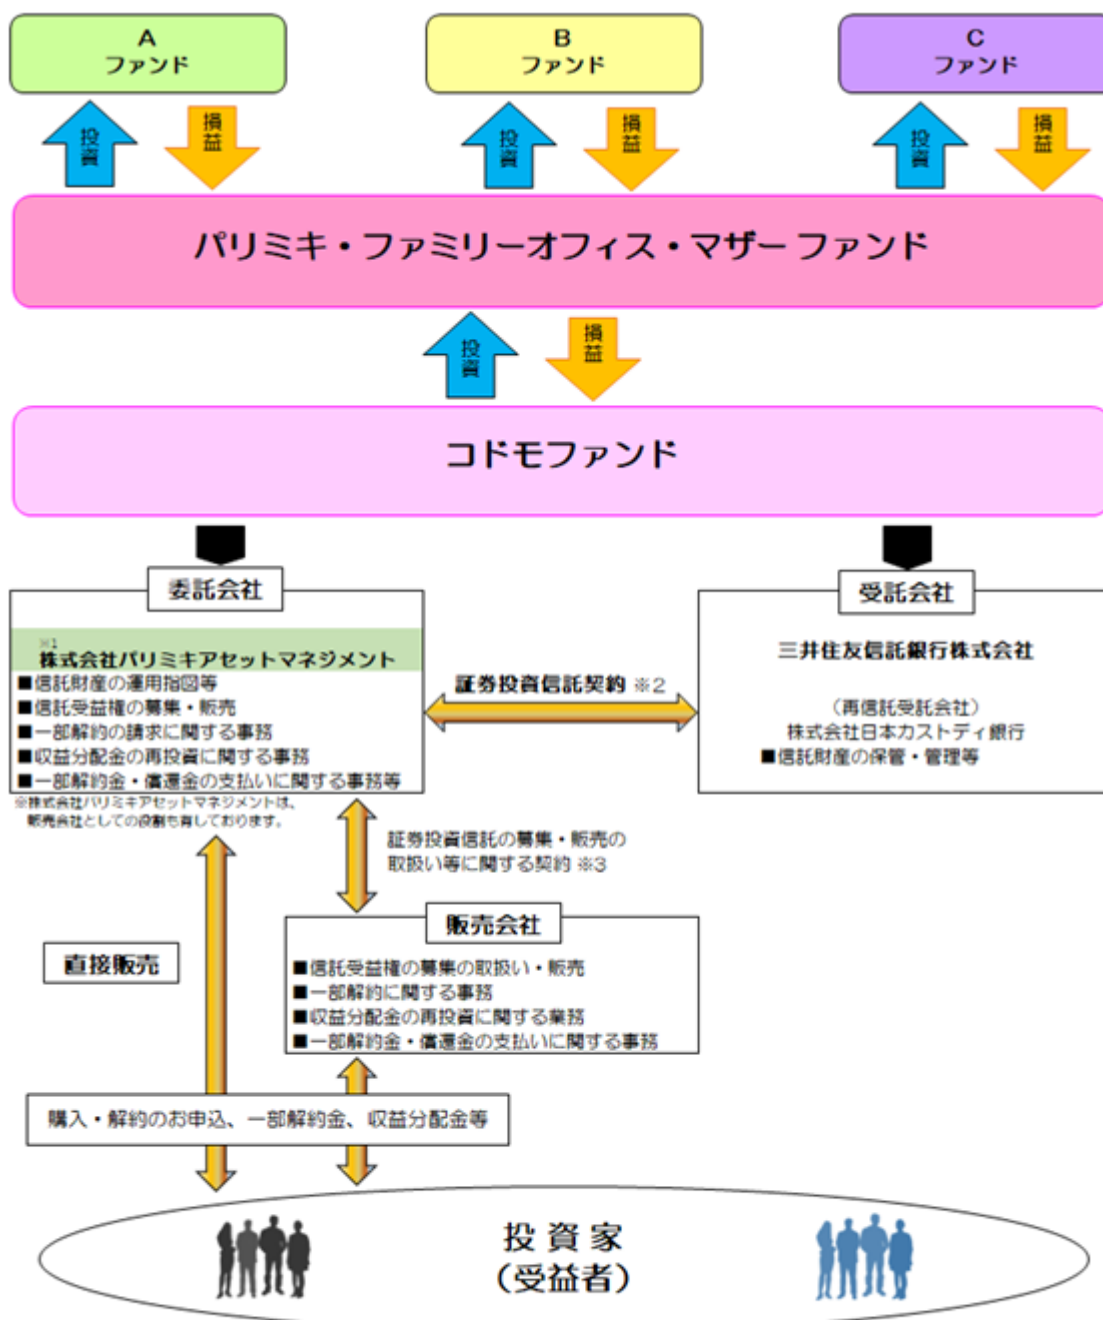 A
ファンド
B
ファンド
C
ファンド
投資
損益
投資
損益
投資
損益
パリミキ・ファミリーオフィス・マザーファンド
投資
損益
コドモファンド
委託会社
※1
株式会社パリミキアセットマネジメント
■信託財産の運用指図等
■信託受益権の募集・販売
■一部解約の請求に関する事務
■収益分配金の再投資に関する事務
■一部解約金・償還金の支払いに関する事務等
※株式会社パリミキアセットマネジメントは、
販売会社としての役割も有しております。
証券投資信託契約 ※2
受託会社
三井住友信託銀行株式会社
（再信託受託会社）
株式会社日本カストディ銀行
■信託財産の保管・管理等
証券投資信託の募集・販売の
取扱い等に関する契約 ※3
直接販売
販売会社
■信託受益権の募集の取扱い・販売
■一部解約に関する事務
■収益分配金の再投資に関する業務
■一部解約金・償還金の支払いに関する事務
購入・解約のお申込、一部解約金、収益分配金等
投資家
（受益者）